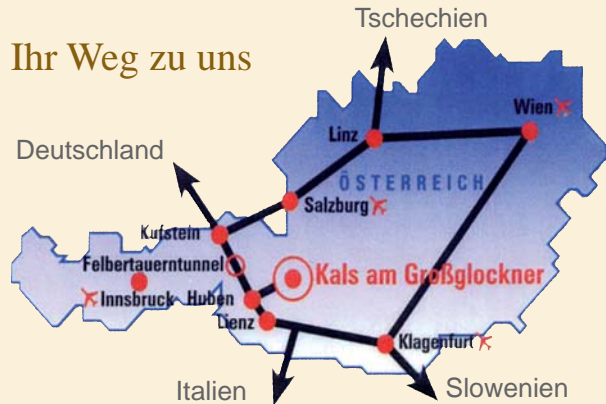 Tschechien
Ihr Weg zu uns
Wien
Linz
Deutschland
ÖSTERREICH
Salzburg
Kufstein
Felbertauerntunnel
Kals am Großglockner
Innsbruck
Huben
Lienz
Klagenfurt
Italien
Slowenien